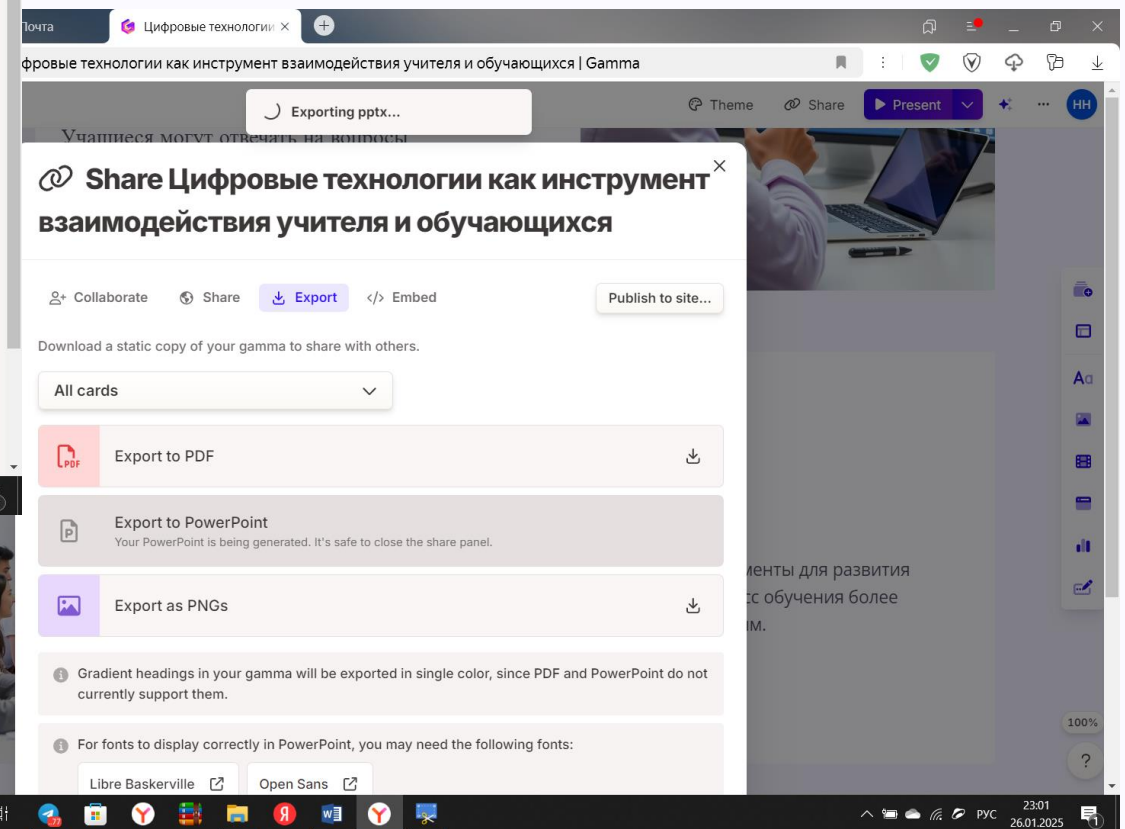 Почта
Цифровые технологии
фровые технологии как инструмент взаимодействия учителя и обучающихся | Gamma
Exporting pptx...
Theme
Share
Present
HH
Учащиеся могут отвечать на вопросы
Share Цифровые технологии как инструмент
взаимодействия учителя и обучающихся
Collaborate
Share
Export
</> Embed
Publish to site...
Download a static copy of your gamma to share with others.
All cards
Aa
PDF
Export to PDF
P
Export to PowerPoint
Your PowerPoint is being generated. It's safe to close the share panel.
Export as PNGs
менты для развития
сс обучения более
им.
Gradient headings in your gamma will be exported in single color, since PDF and PowerPoint do not
currently support them.
100%
For fonts to display correctly in PowerPoint, you may need the following fonts:
?
Libre Baskerville
Open Sans
77
Y
Я
W
Y
РУС
23:01
26.01.2025
1